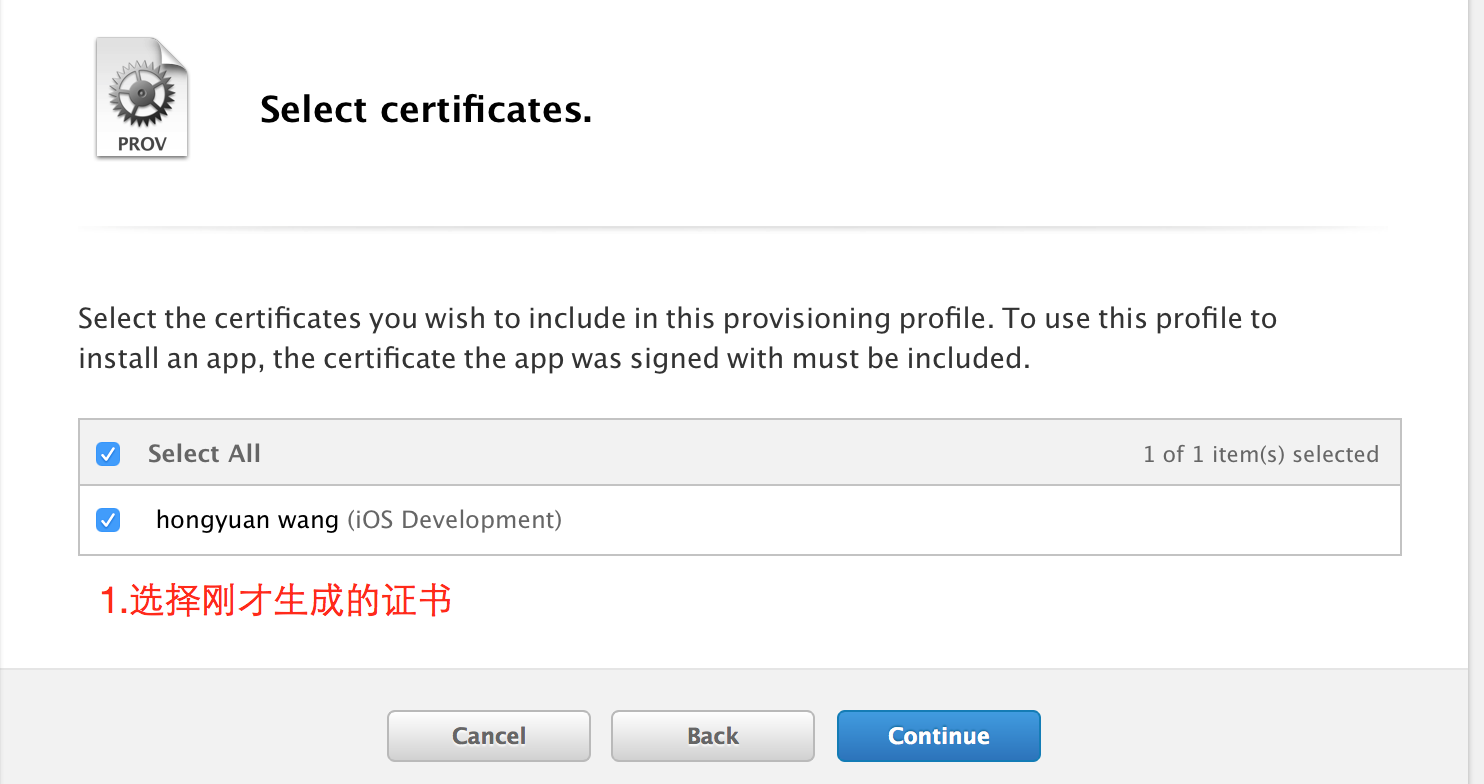 PROV
Select certificates.
Select the certificates you wish to include in this provisioning profile. To use this profile to
install an app, the certificate the app was signed with must be included.
Select All 1 of 1 item(s) selected
hongyuan wang (iOS Development)
1.选择刚才生成的证书
Cancel Back Continue